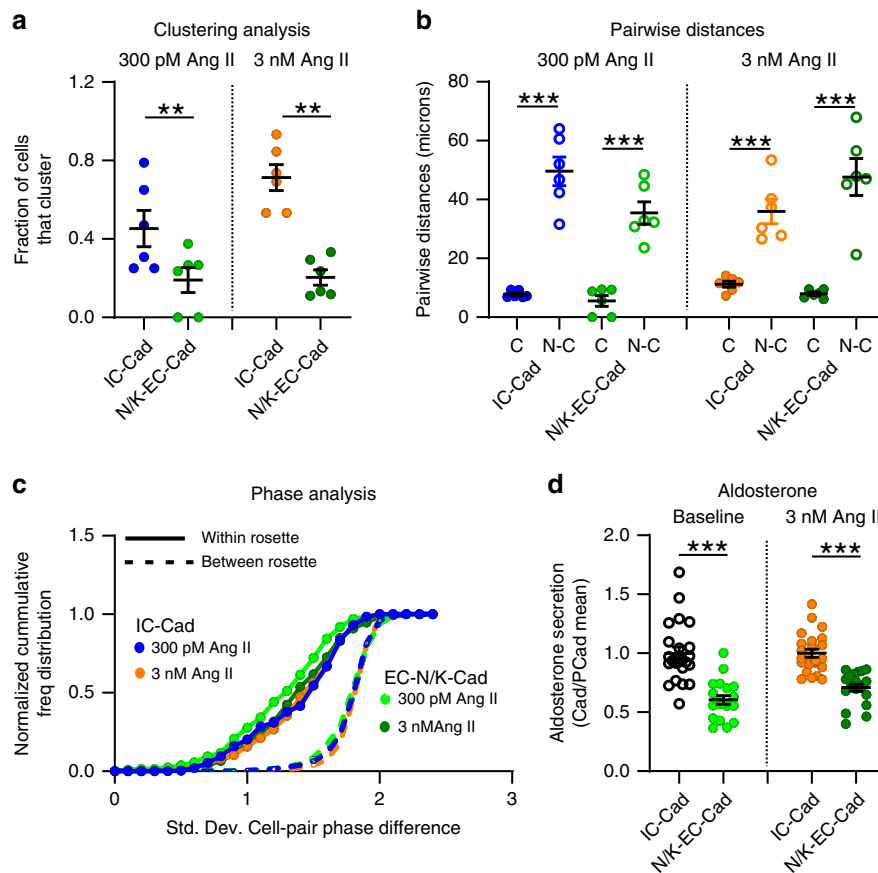 a
Clustering analysis
300 pM Ang II 3 nM Ang II
Fraction of cells
that cluster
1.2
0.8
0.4
0.0
** **
IC-Cad
N/K-EC-Cad
IC-Cad
N/K-EC-Cad
b
Pairwise distances
300 pM Ang II 3 nM Ang II
Pairwise distances (microns)
80
60
40
20
0
*** *** *** ***
C N-C C N-C C N-C C N-C
IC-Cad
N/K-EC-Cad
IC-Cad
N/K-EC-Cad
c
Phase analysis
Normalized cummulative
freq distribution
1.5
1.0
0.5
0.0
Within rosette
Between rosette
IC-Cad
300 pM Ang II
3 nM Ang II
EC-N/K-Cad
300 pM Ang II
3 nMAng II
0 1 2 3
Std. Dev. Cell-pair phase difference
d
Aldosterone
Baseline 3 nM Ang II
Aldosterone secretion
(Cad/PCad mean)
2.0
1.5
1.0
0.5
0.0
*** ***
IC-Cad
N/K-EC-Cad
IC-Cad
N/K-EC-Cad